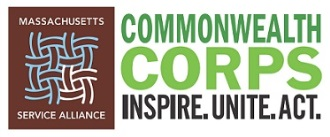 MASSACHUSETTS
SERVICE ALLIANCE
COMMONWEALTH
CORPS
INSPIRE. UNITE. ACT.